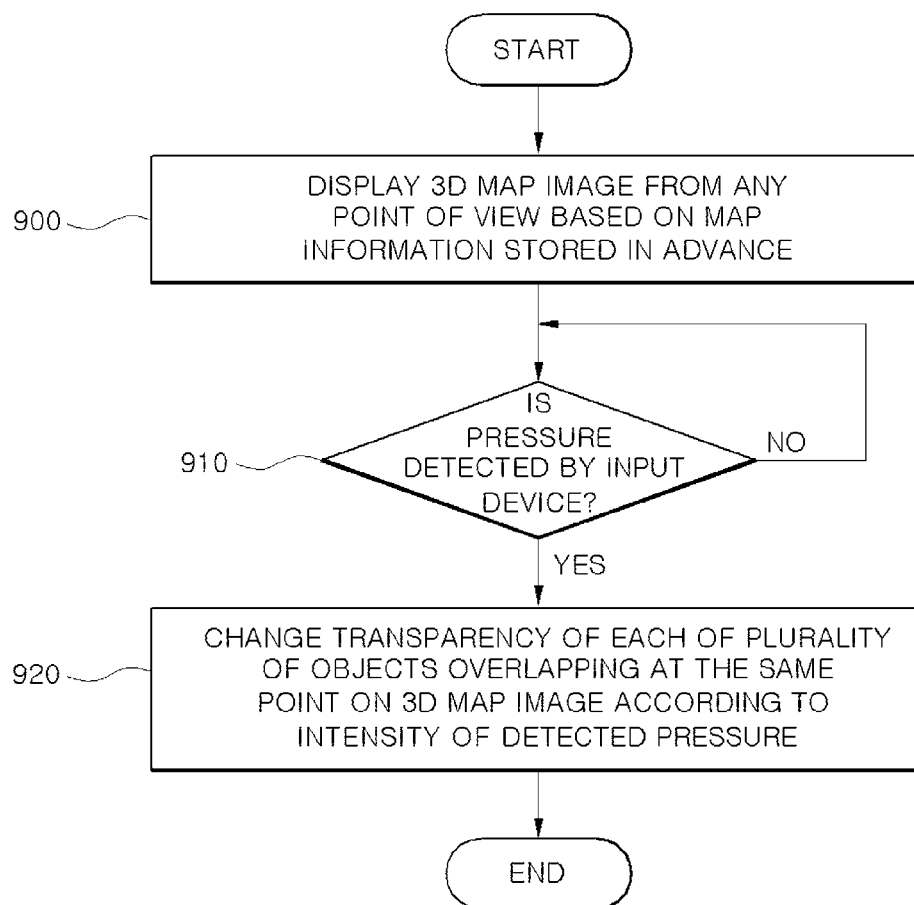 START
DISPLAY 3D MAP IMAGE FROM ANY
POINT OF VIEW BASED ON MAP
INFORMATION STORED IN ADVANCE
900
IS
PRESSURE
DETECTED BY INPUT
DEVICE?
910
NO
YES
CHANGE TRANSPARENCY OF EACH OF PLURALITY
OF OBJECTS OVERLAPPING AT THE SAME
POINT ON 3D MAP IMAGE ACCORDING TO
INTENSITY OF DETECTED PRESSURE
920
END